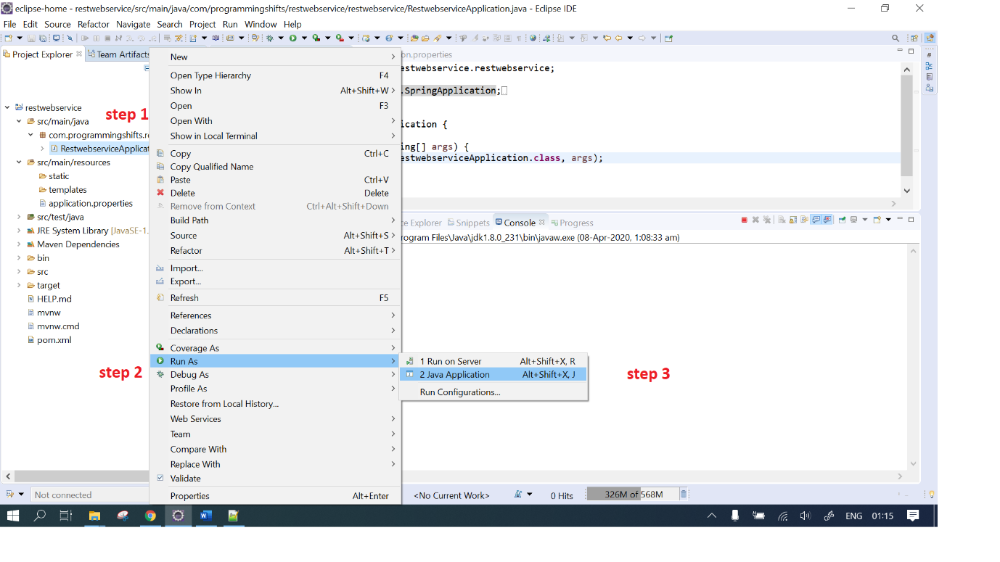 eclipse-home - restwebservice/src/main/java/com/programmingshifts/restwebservice/restwebservice/RestwebserviceApplication.java - Eclipse IDE
File Edit Source Refactor Navigate Search Project Run Window Help
Project Explorer
Team Artifacts
on.properties
restwebservice
src/main/java
com.programmingshifts.re
RestwebserviceApplicat
src/main/resources
static
templates
application.properties
src/test/java
JRE System Library [JavaSE-1.
Maven Dependencies
bin
src
target
HELP.md
mvnw
mvnw.cmd
pom.xml
step 1
step 2
step 3
New
Open Type Hierarchy F4
Show In Alt+Shift+W
Open F3
Open With
Show in Local Terminal
Copy Ctrl+C
Copy Qualified Name
Paste Ctrl+V
Delete Delete
Remove from Context Ctrl+Alt+Shift+Down
Build Path
Source Alt+Shift+S
Refactor Alt+Shift+T
Import...
Export...
Refresh F5
References
Declarations
Coverage As
Run As
Debug As
Profile As
Restore from Local History...
Web Services
Team
Compare With
Replace With
Validate
Properties Alt+Enter
1 Run on Server Alt+Shift+X, R
2 Java Application Alt+Shift+X, J
Run Configurations...
estwebservice.restwebservice;
.SpringApplication;
ication {
ing[] args) {
estwebserviceApplication.class, args);
ce Explorer Snippets Console Progress
rogram Files\Java\jdk1.8.0_231\bin\javaw.exe (08-Apr-2020, 1:08:33 am)
Not connected
<No Current Work>
0 Hits
326M of 568M
ENG 01:15